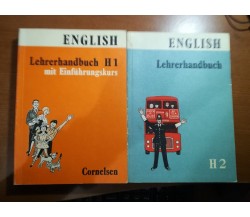 ENGLISH
Lehrerhandbuch H 1
mit Einführungskurs
Cornelsen
ENGLISH
Lehrerhandbuch
H 2